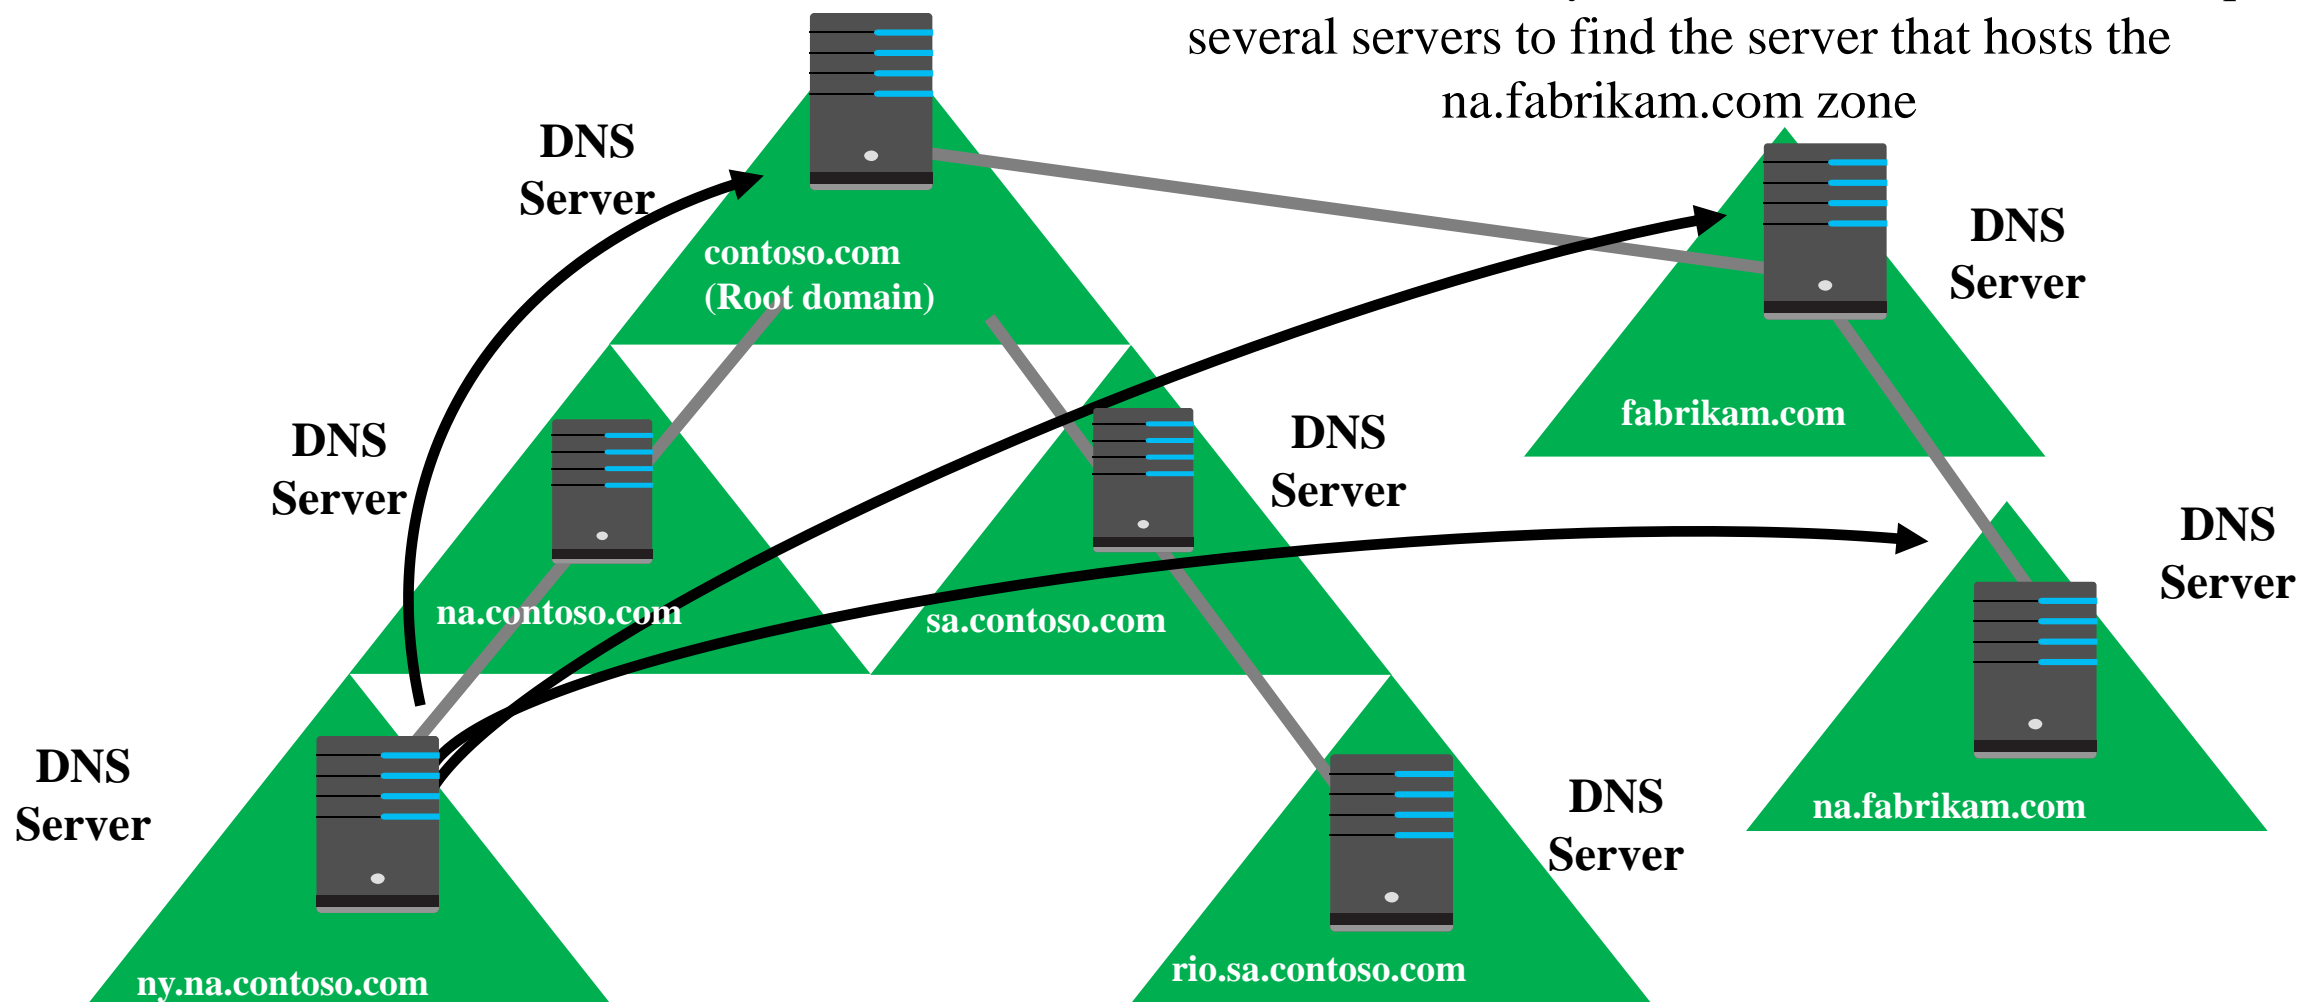 several servers to find the server that hosts the
na.fabrikam.com zone
DNS
Server
DNS
Server
contoso.com
(Root domain)
fabrikam.com
DNS
Server
DNS
Server
DNS
Server
na.contoso.com
sa.contoso.com
DNS
Server
DNS
Server
na.fabrikam.com
ny.na.contoso.com
rio.sa.contoso.com